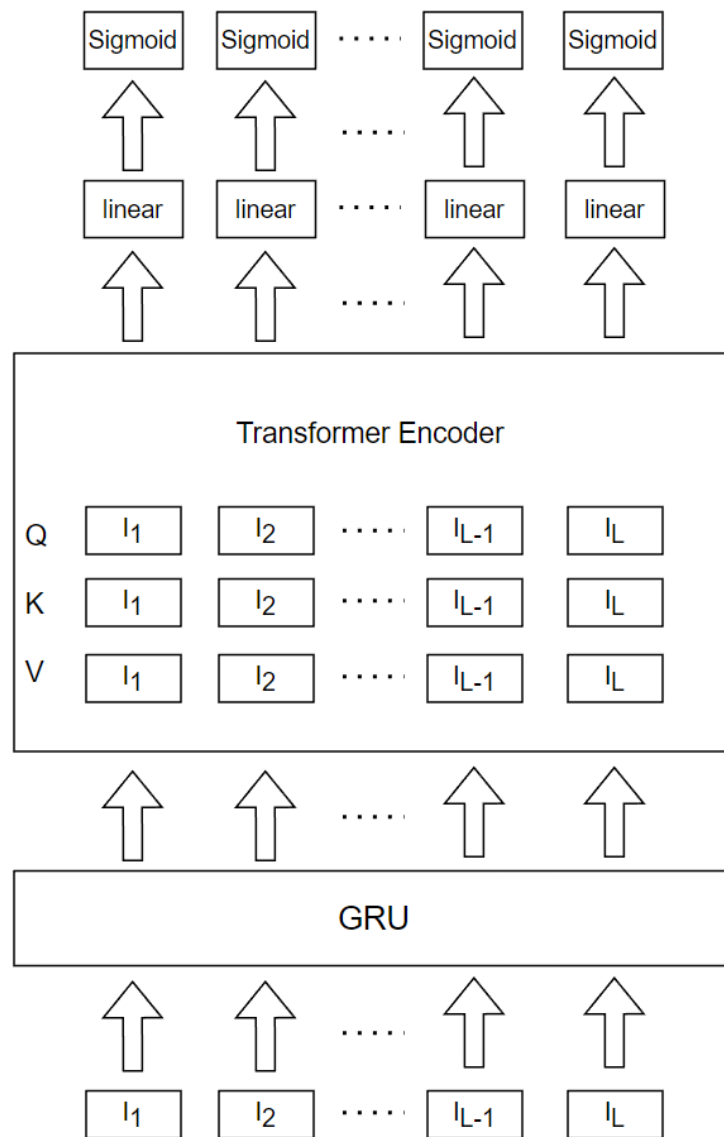 Sigmoid Sigmoid ..... Sigmoid Sigmoid
.....
linear linear ..... linear linear
.....
Transformer Encoder
Q I1 I2 ..... IL-1 IL
K I1 I2 ..... IL-1 IL
V I1 I2 ..... IL-1 IL
.....
GRU
.....
I1 I2 ..... IL-1 IL